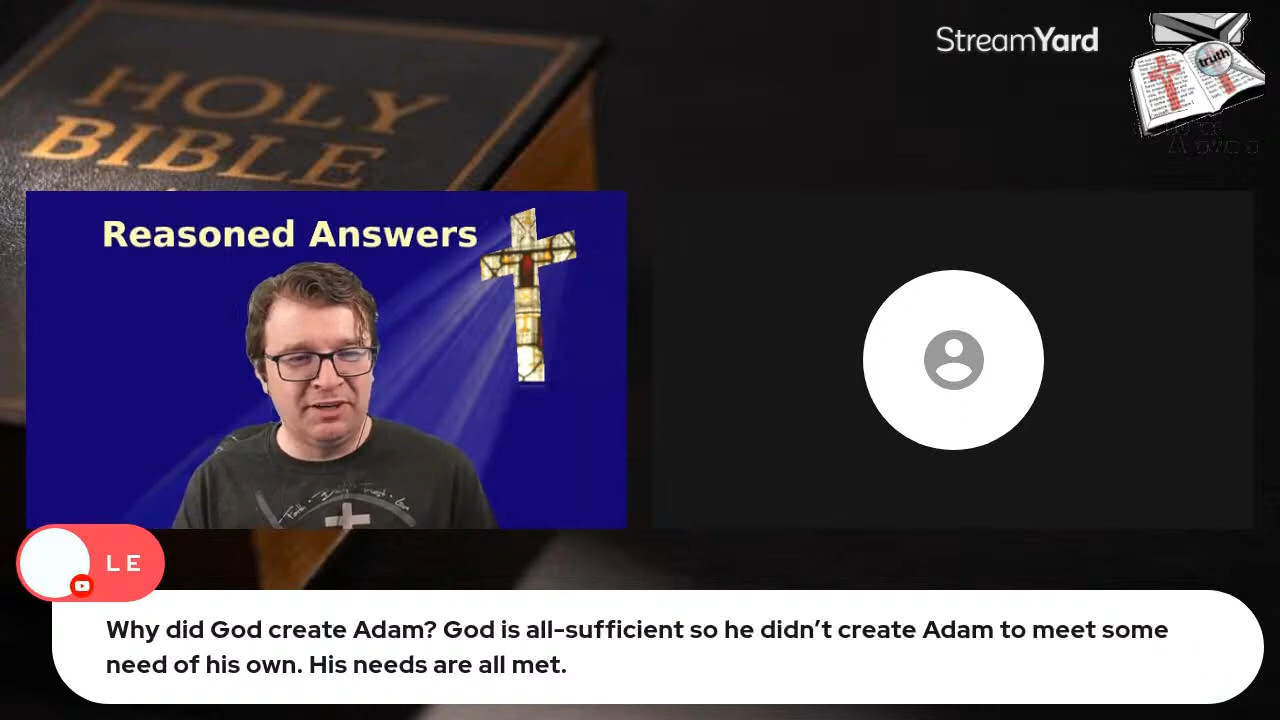 HOLY
BIBLE
StreamYard
truth
Reasoned Answers
L E
Why did God create Adam? God is all-sufficient so he didn’t create Adam to meet some
need of his own. His needs are all met.